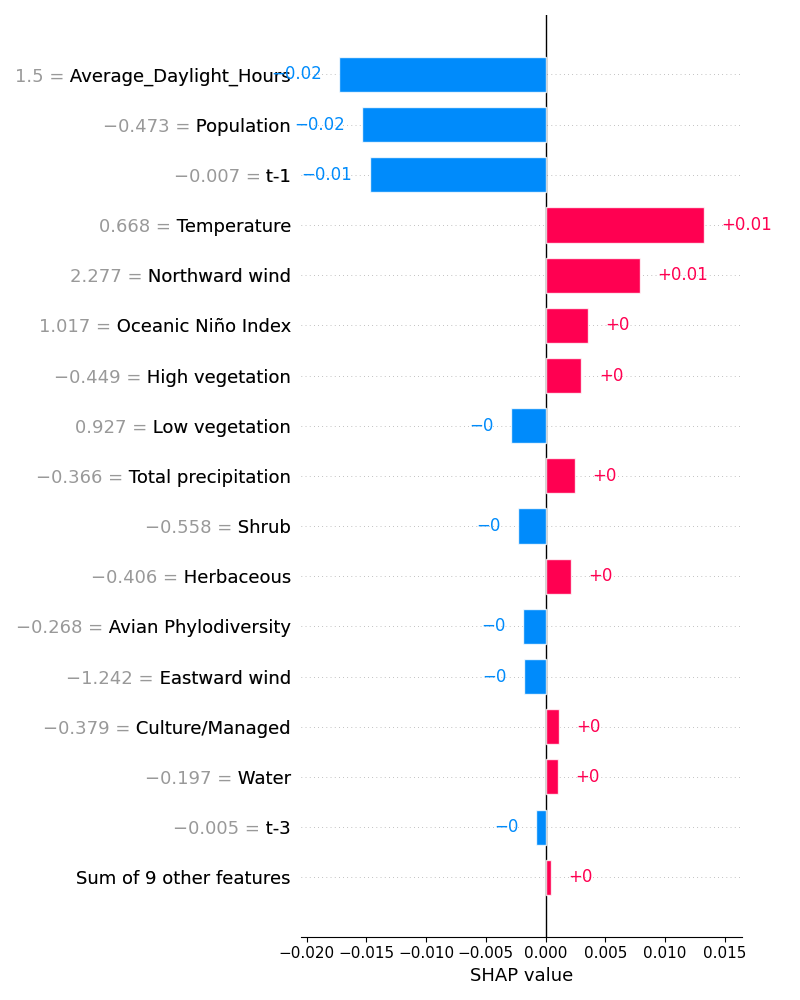 1.5 = Average_Daylight_Hours −0.02
−0.473 = Population −0.02
−0.007 = t-1 −0.01
0.668 = Temperature +0.01
2.277 = Northward wind +0.01
1.017 = Oceanic Niño Index +0
−0.449 = High vegetation +0
0.927 = Low vegetation −0
−0.366 = Total precipitation +0
−0.558 = Shrub −0
−0.406 = Herbaceous +0
−0.268 = Avian Phylodiversity −0
−1.242 = Eastward wind −0
−0.379 = Culture/Managed +0
−0.197 = Water +0
−0.005 = t-3 −0
Sum of 9 other features +0
−0.020 −0.015 −0.010 −0.005 0.000 0.005 0.010 0.015
SHAP value